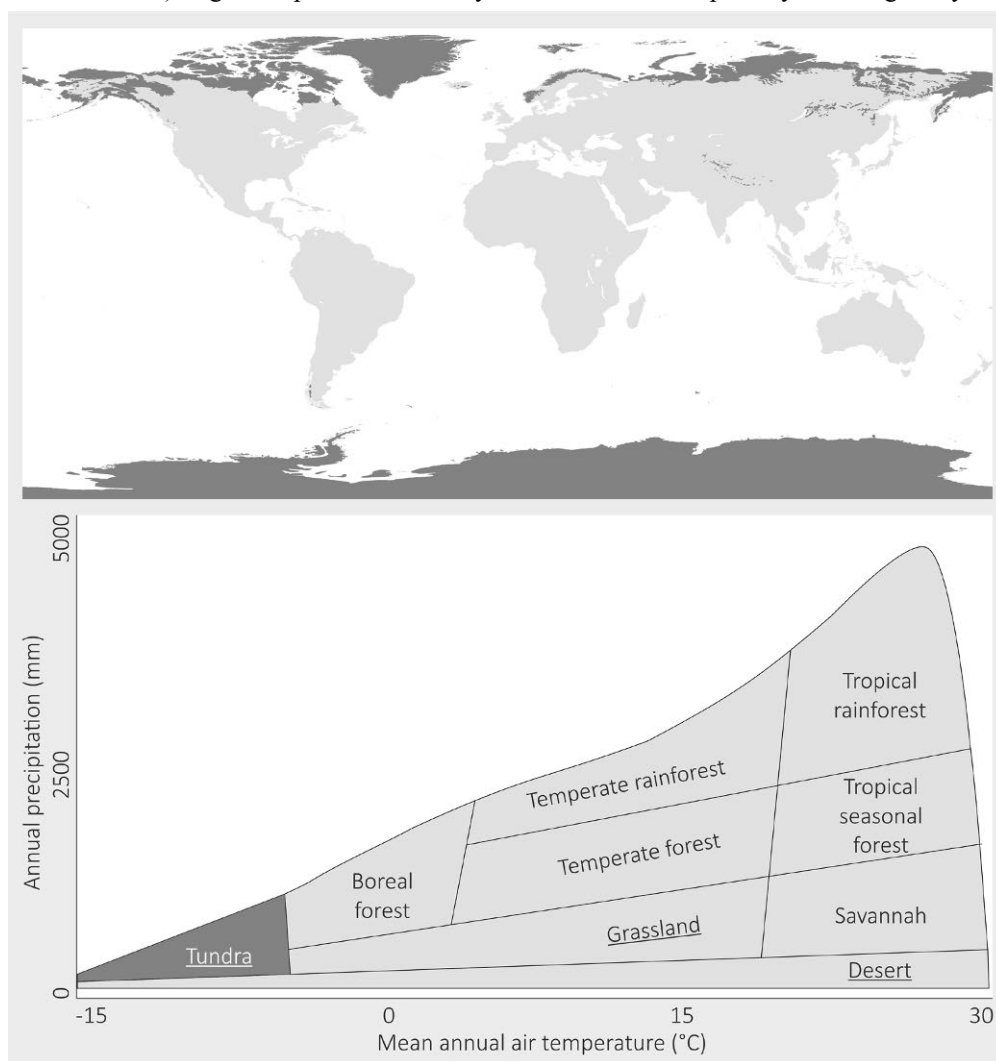 5000
2500
0
Annual precipitation (mm)
Tropical
rainforest
Temperate rainforest
Tropical
seasonal
forest
Temperate forest
Boreal
forest
Savannah
Grassland
Tundra
Desert
-15
0
15
30
Mean annual air temperature (°C)